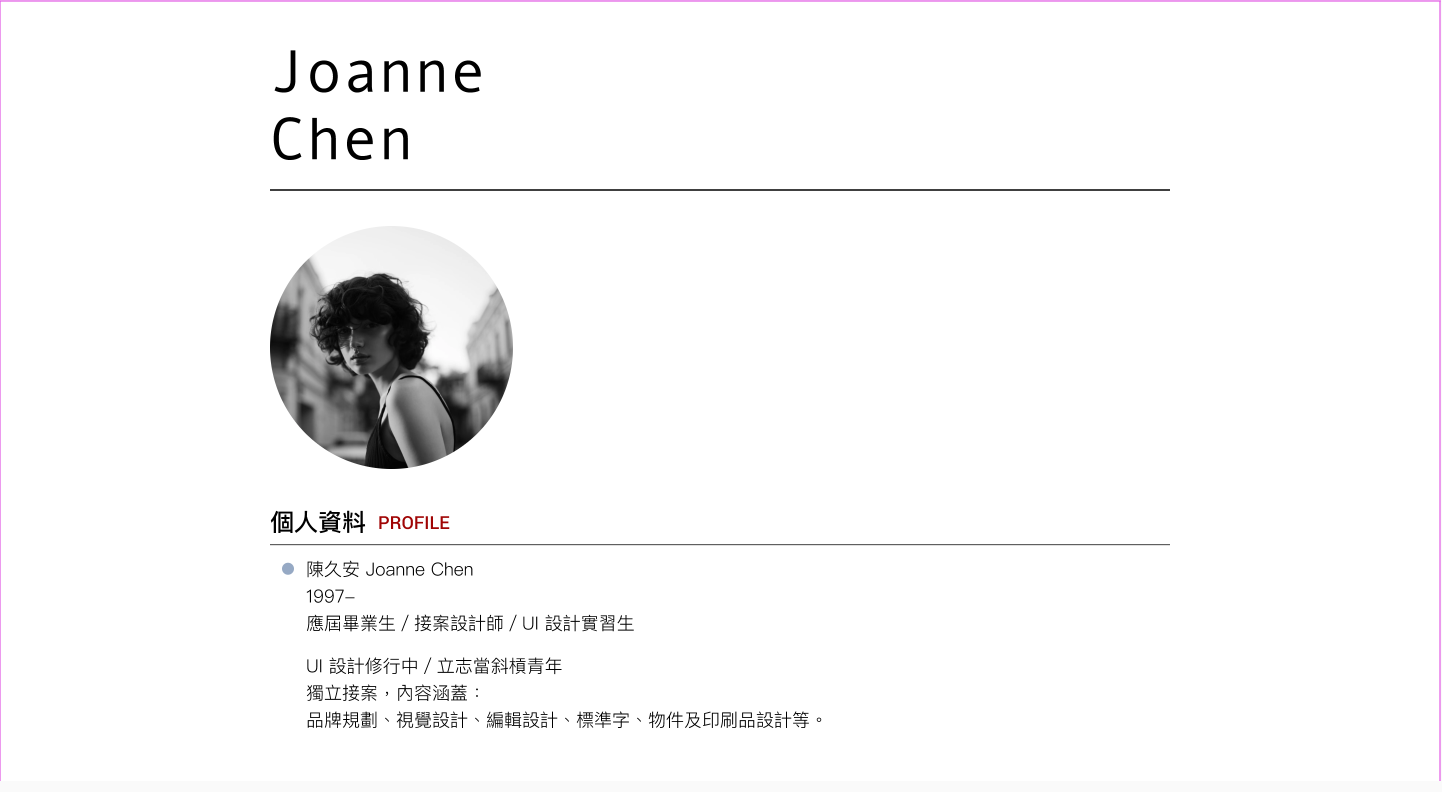 Joanne
Chen
個人資料 PROFILE
陳久安 Joanne Chen
1997–
應屆畢業生 / 接案設計師 / UI 設計實習生
UI 設計修行中 / 立志當斜槓青年
獨立接案，內容涵蓋：
品牌規劃、視覺設計、編輯設計、標準字、物件及印刷品設計等。